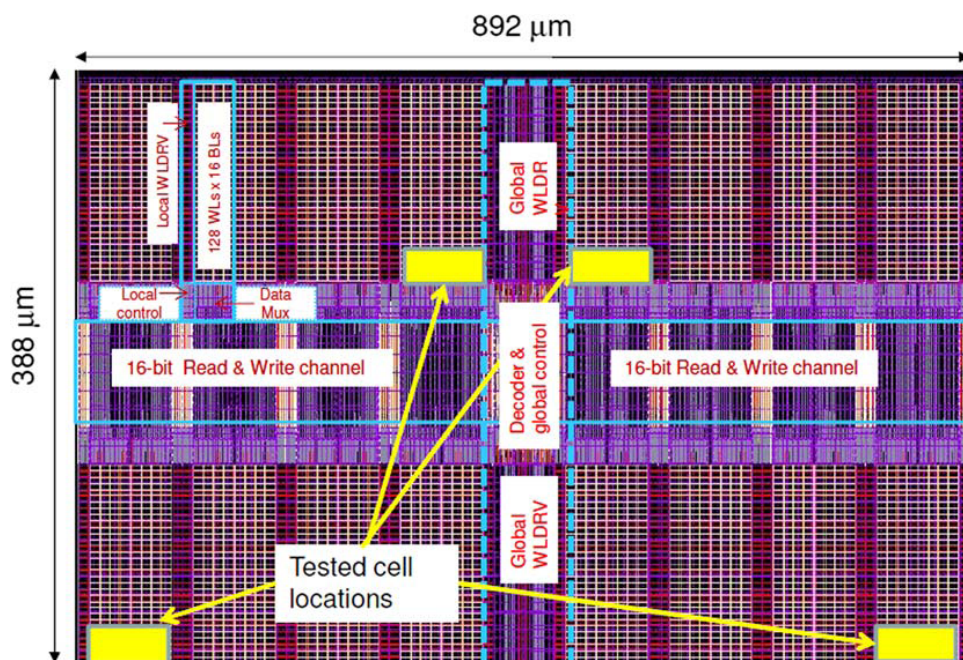 892 μm
388 μm
Local WLDRV
128 WLs x 16 BLs
Global
WLDR
Local
control
Data
Mux
16-bit Read & Write channel
Decoder &
global control
16-bit Read & Write channel
Global
WLDRV
Tested cell
locations